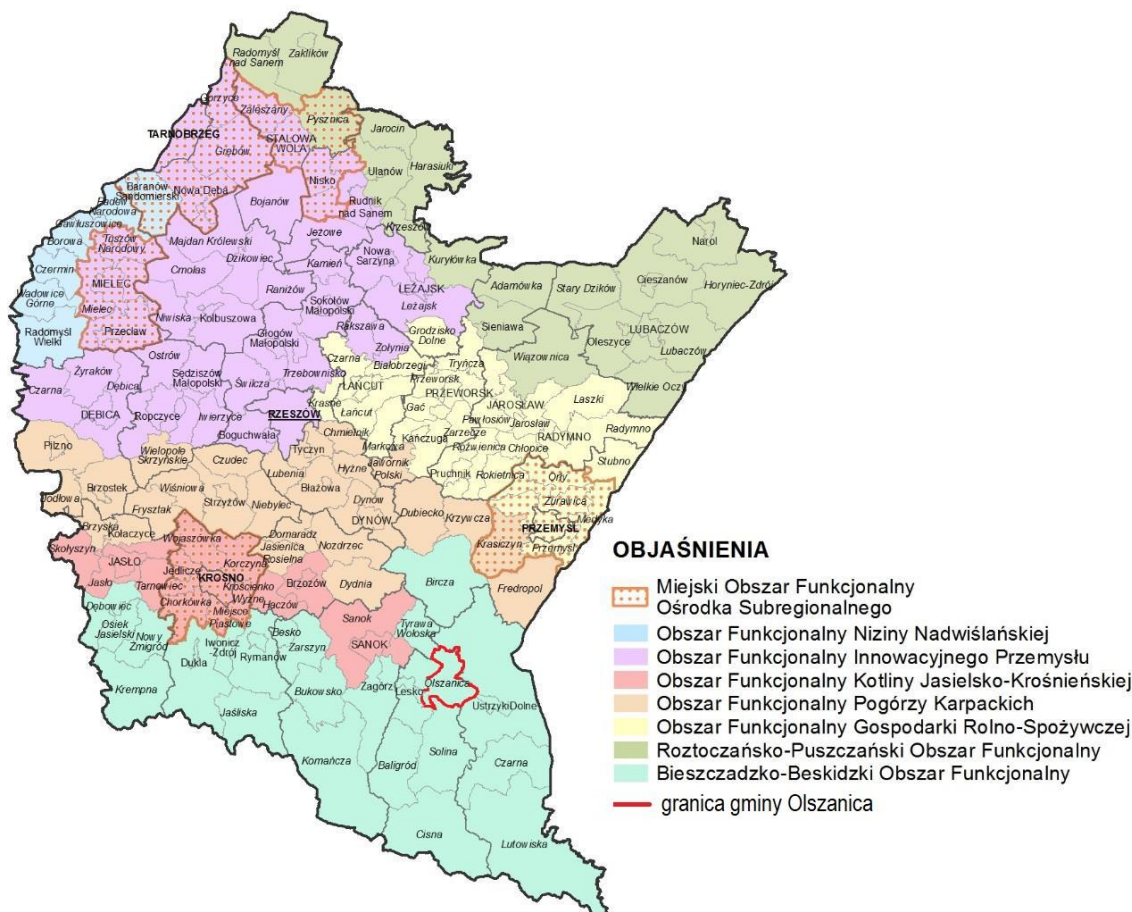 Radomyśl
nad Sanem
Zaklików
Gorzyce
Zaleszany
Pysznica
TARNOBRZEG
STALOWA
WOLA
Jarocin
Grębów
Harasiuki
Ulanów
Nisko
Baranów
Sandomierski
Nowa Dęba
Rudnik
nad Sanem
Padew
Narodowa
Bojanów
Gawłuszowice
Krzeszów
Borowa
Tuszów
Narodowy
Jeżowe
Majdan Królewski
Narol
Nowa
Sarzyna
Kuryłówka
Dzikowiec
Kamień
Czermin
Cmolas
Cieszanów
Horyniec-Zdrój
MIELEC
Raniżów
LEŻAJSK
Adamówka
Stary Dzików
Wadowice
Górne
Sokołów
Małopolski
Leżajsk
Mielec
Niwiska
Kolbuszowa
Sieniawa
LUBACZÓW
Radomyśl
Wielki
Przecław
Głogów
Małopolski
Rakszawa
Grodzisko
Dolne
Oleszyce
Lubaczów
Żołynia
Wiązownica
Ostrów
Czarna
Białobrzegi
Tryńcza
Żyraków
Sędziszów
Małopolski
Trzebownisko
Przeworsk
Wielkie Oczy
Czarna
Dębica
Świlcza
ŁAŃCUT
PRZEWORSK
Krasne
Gać
JAROSŁAW
Laszki
DĘBICA
Ropczyce
Iwierzyce
RZESZÓW
Łańcut
Pawłosiów
Jarosław
Boguchwała
Kańczuga
Zarzecze
RADYMNO
Radymno
Chmielnik
Markowa
Roźwienica
Chłopice
Pilzno
Wielopole
Skrzyńskie
Tyczyn
Jawornik
Polski
Stubno
Czudec
Hyżne
Pruchnik
Rokietnica
Lubenia
Orły
Brzostek
Wiśniowa
Błażowa
Dynów
Żurawica
Jodłowa
Strzyżów
Niebylec
Dubiecko
Krzywcza
Medyka
Frysztak
DYNÓW
PRZEMYŚL
Brzyska
Kołaczyce
Wojaszówka
Domaradz
Nozdrzec
Krasiczyn
Przemyśl
Skołyszyn
JASŁO
Jasienica
Rosielna
Jedlicze
Korczyna
Jasło
Tarnowiec
KROSNO
Brzozów
Dydnia
Bircza
Fredropol
Krościenko
Wyżne
Chorkówka
Haczów
Dębowiec
Miejsce
Piastowe
Sanok
Osiek
Jasielski
Nowy
Żmigród
Iwonicz
-Zdrój
Besko
Zarszyn
Tyrawa
Wołoska
SANOK
Dukla
Rymanów
Olszanica
Krempna
Zagórz
Lesko
Bukowsko
Ustrzyki Dolne
Jaśliska
Solina
Komańcza
Baligród
Czarna
Cisna
Lutowiska
OBJAŚNIENIA
Miejski Obszar Funkcjonalny
Ośrodka Subregionalnego
Obszar Funkcjonalny Niziny Nadwiślańskiej
Obszar Funkcjonalny Innowacyjnego Przemysłu
Obszar Funkcjonalny Kotliny Jasielsko-Krośnieńskiej
Obszar Funkcjonalny Pogórzy Karpackich
Obszar Funkcjonalny Gospodarki Rolno-Spożywczej
Roztoczańsko-Puszczański Obszar Funkcjonalny
Bieszczadzko-Beskidzki Obszar Funkcjonalny
granica gminy Olszanica